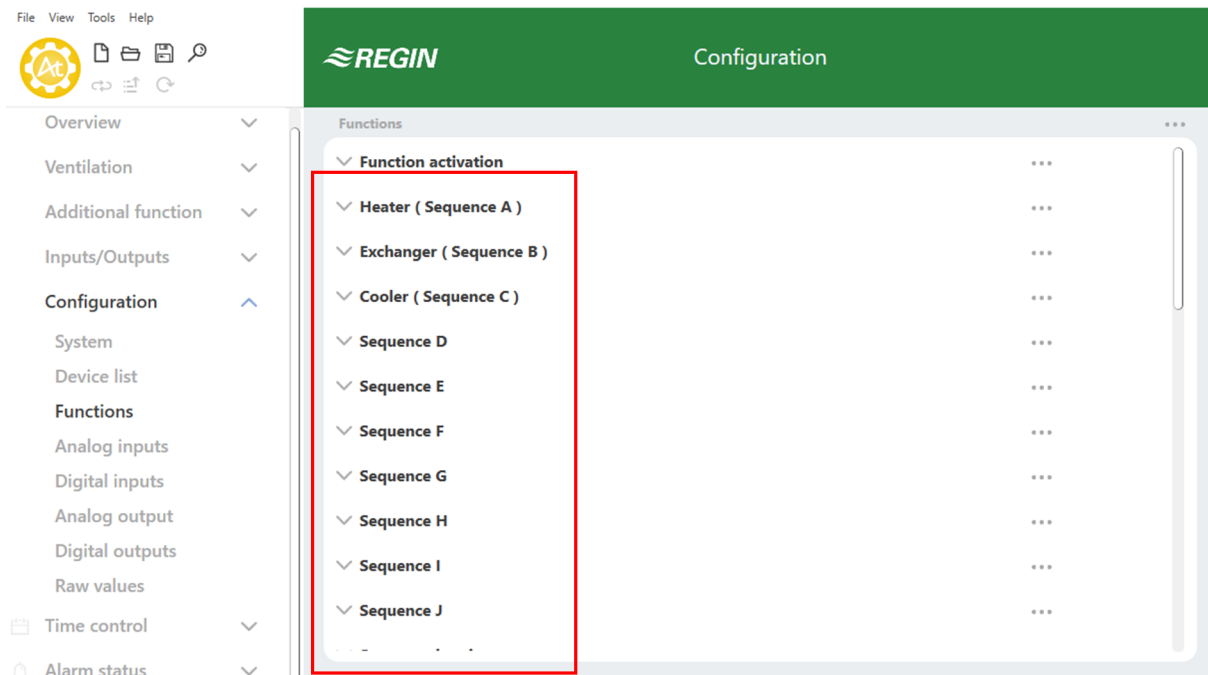 File View Tools Help
At
REGIN
Configuration
Overview
Ventilation
Additional function
Inputs/Outputs
Configuration
System
Device list
Functions
Analog inputs
Digital inputs
Analog output
Digital outputs
Raw values
Time control
Alarm status
Functions
Function activation
Heater ( Sequence A )
Exchanger ( Sequence B )
Cooler ( Sequence C )
Sequence D
Sequence E
Sequence F
Sequence G
Sequence H
Sequence I
Sequence J